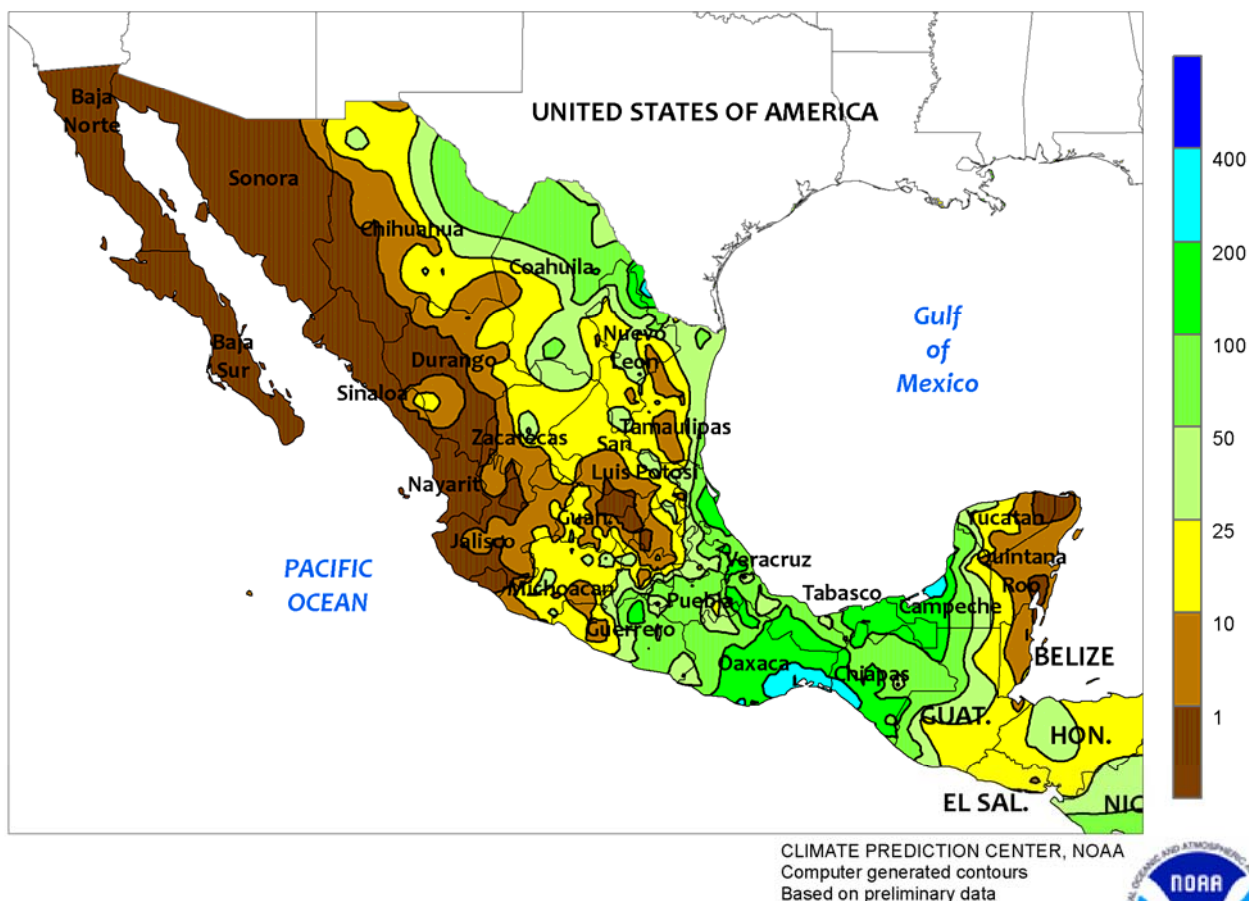 UNITED STATES OF AMERICA
Baja
Norte
Sonora
Chihuahua
Coahuila
Nuevo
Leon
Gulf
of
Mexico
Baja
Sur
Durango
Sinaloa
Tamaulipas
Zacatecas
San
Luis Potosi
Nayarit
Guan.
Yucatan
Jalisco
Quintana
Roo
Veracruz
PACIFIC
OCEAN
Michoacan
Puebla
Tabasco
Campeche
Guerrero
Oaxaca
Chiapas
BELIZE
GUAT.
HON.
EL SAL.
NIC
400
200
100
50
25
10
1
CLIMATE PREDICTION CENTER, NOAA
Computer generated contours
Based on preliminary data
NOAA